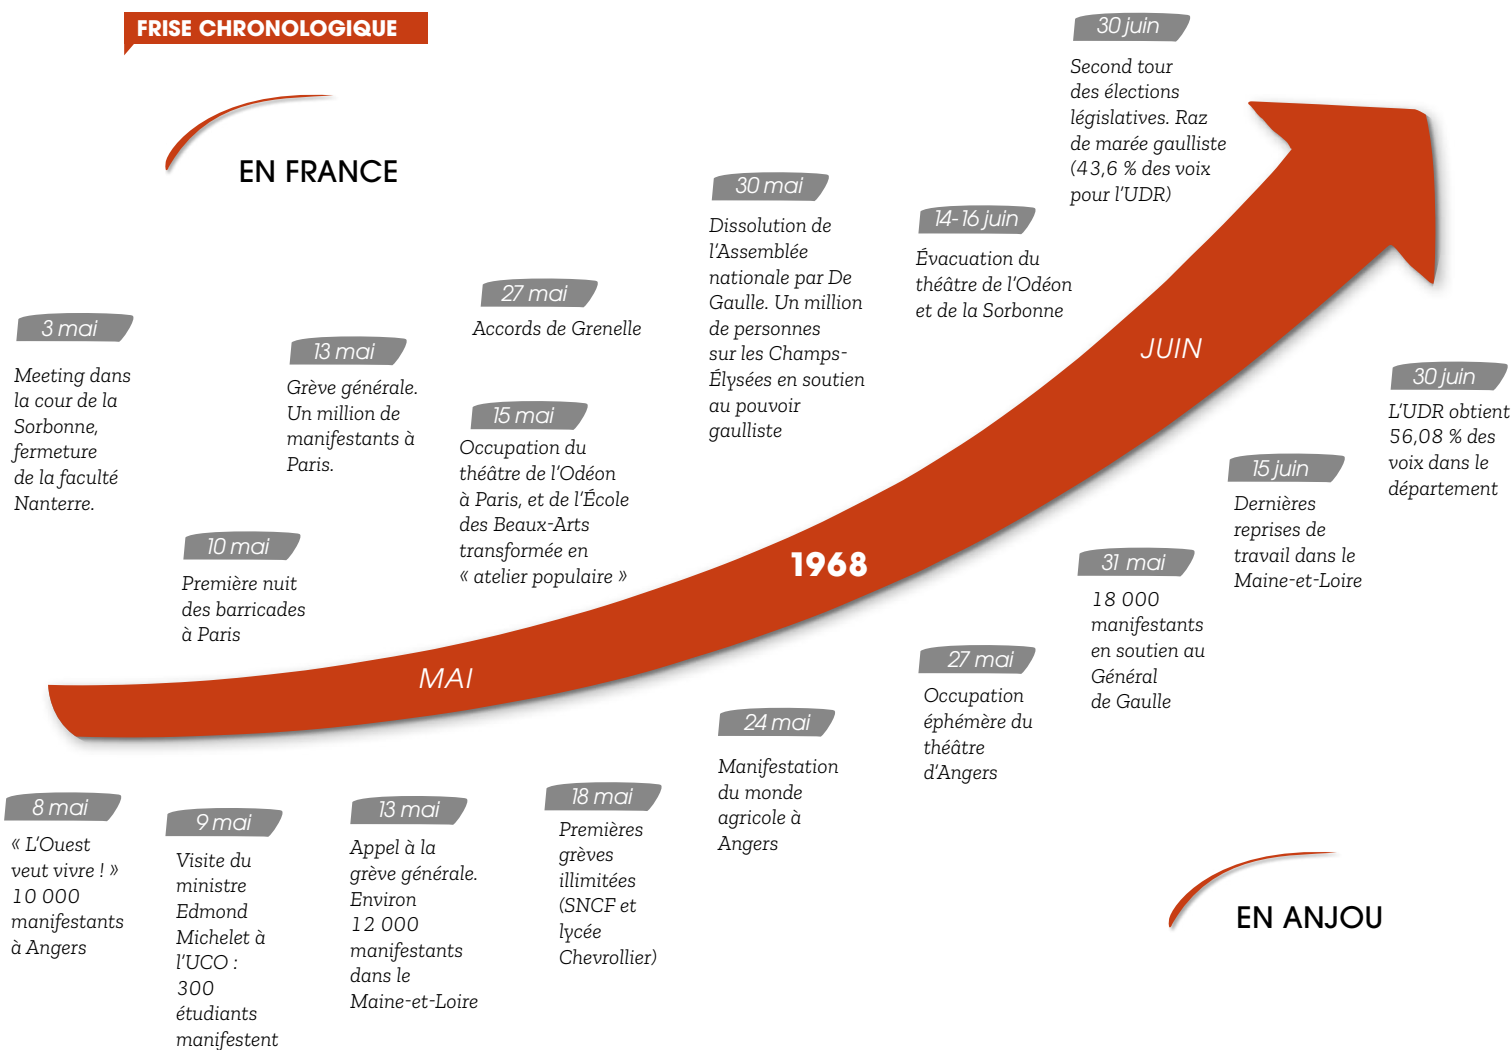 FRISE CHRONOLOGIQUE
EN FRANCE
3 mai
Meeting dans
la cour de la
Sorbonne,
fermeture
de la faculté
Nanterre.
10 mai
Première nuit
des barricades
à Paris
13 mai
Grève générale.
Un million de
manifestants à
Paris.
27 mai
Accords de Grenelle
15 mai
Occupation du
théâtre de l'Odéon
à Paris, et de l'École
des Beaux-Arts
transformée en
« atelier populaire »
30 mai
Dissolution de
l'Assemblée
nationale par De
Gaulle. Un million
de personnes
sur les Champs-
Élysées en soutien
au pouvoir
gaulliste
14-16 juin
Évacuation du
théâtre de l'Odéon
et de la Sorbonne
30 juin
Second tour
des élections
législatives. Raz
de marée gaulliste
(43,6 % des voix
pour l'UDR)
MAI
1968
JUIN
8 mai
« L'Ouest
veut vivre ! »
10 000
manifestants
à Angers
9 mai
Visite du
ministre
Edmond
Michelet à
l'UCO :
300
étudiants
manifestent
13 mai
Appel à la
grève générale.
Environ
12 000
manifestants
dans le
Maine-et-Loire
18 mai
Premières
grèves
illimitées
(SNCF et
lycée
Chevrollier)
24 mai
Manifestation
du monde
agricole à
Angers
27 mai
Occupation
éphémère du
théâtre
d'Angers
31 mai
18 000
manifestants
en soutien au
Général
de Gaulle
15 juin
Dernières
reprises de
travail dans le
Maine-et-Loire
30 juin
L'UDR obtient
56,08 % des
voix dans le
département
EN ANJOU